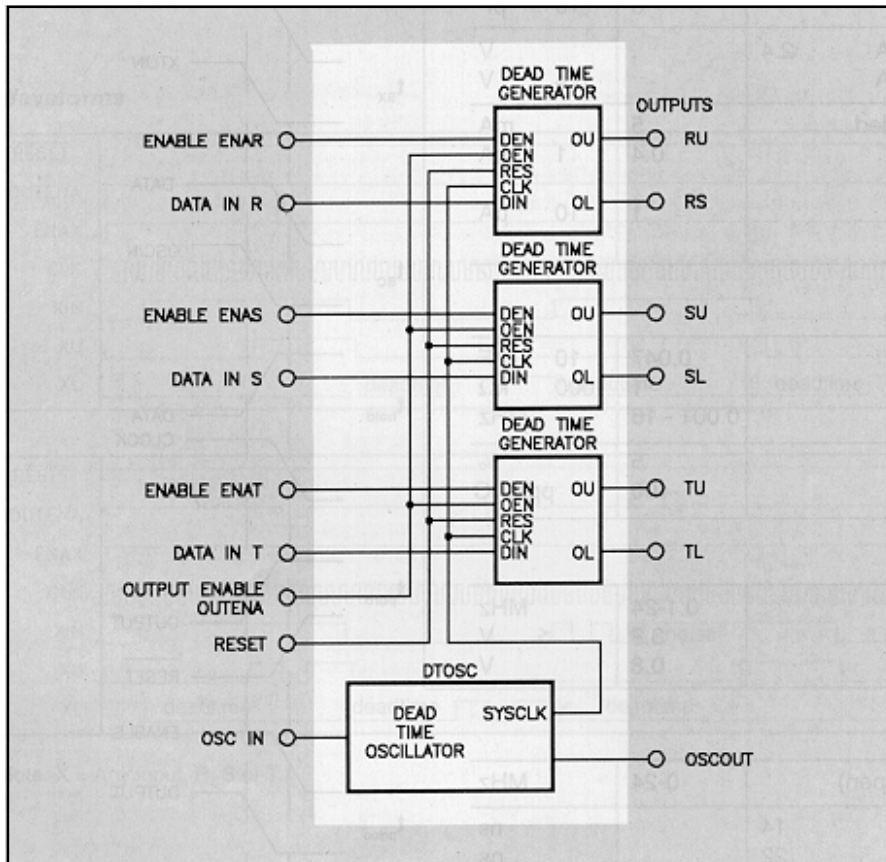 DEAD TIME
GENERATOR
OUTPUTS
ENABLE ENAR
DEN
OU
RU
OEN
RES
CLK
DATA IN R
DIN
OL
RS
DEAD TIME
GENERATOR
ENABLE ENAS
DEN
OU
SU
OEN
RES
CLK
DATA IN S
DIN
OL
SL
DEAD TIME
GENERATOR
ENABLE ENAT
DEN
OU
TU
OEN
RES
CLK
DATA IN T
DIN
OL
TL
OUTPUT ENABLE
OUTENA
RESET
DTOSC
DEAD
TIME
OSCILLATOR
SYSCLK
OSC IN
OSCOUT